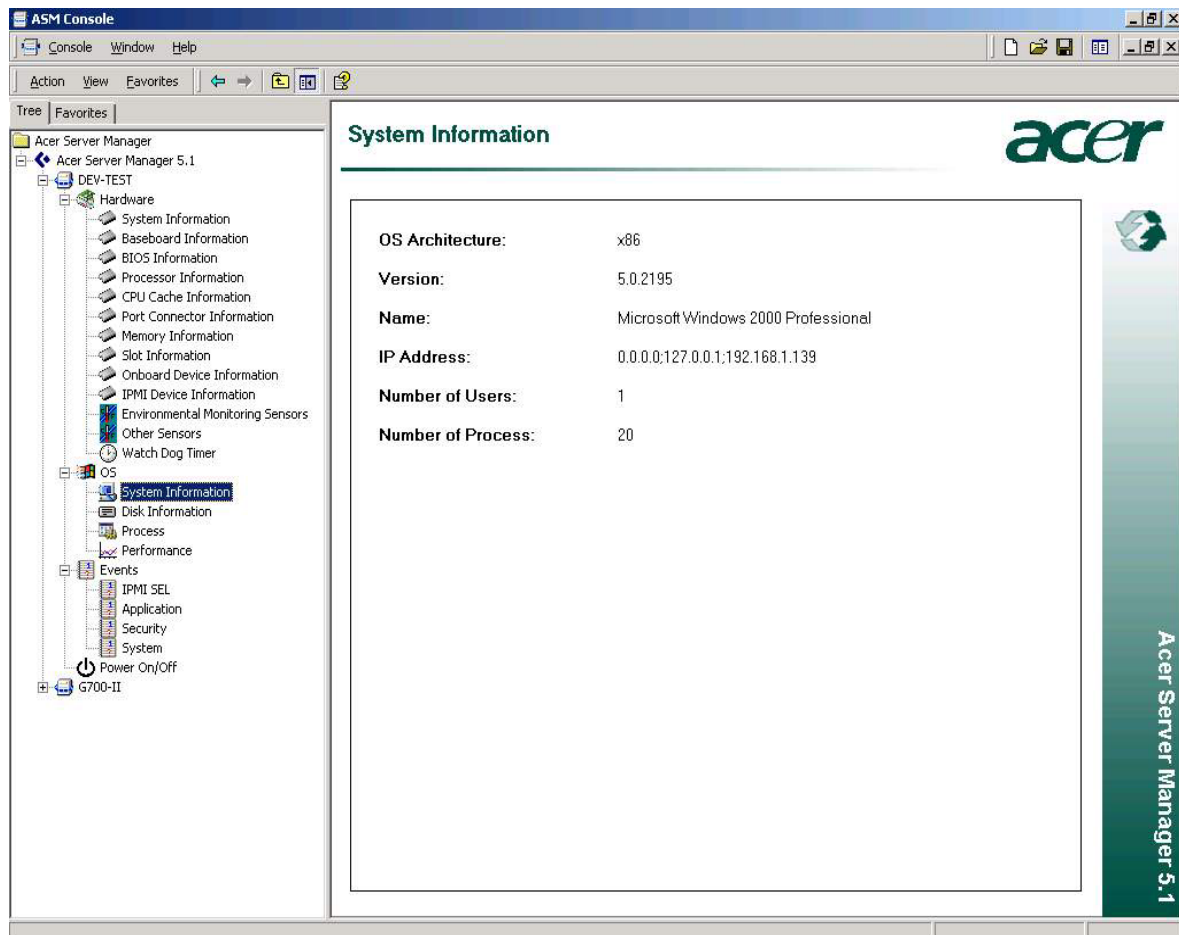 ASM Console
Console Window Help
Action View Favorites
Tree Favorites
Acer Server Manager
Acer Server Manager 5.1
DEV-TEST
Hardware
System Information
Baseboard Information
BIOS Information
Processor Information
CPU Cache Information
Port Connector Information
Memory Information
Slot Information
Onboard Device Information
IPMI Device Information
Environmental Monitoring Sensors
Other Sensors
Watch Dog Timer
OS
System Information
Disk Information
Process
Performance
Events
IPMI SEL
Application
Security
System
Power On/Off
G700-II
System Information
acer
OS Architecture: x86
Version: 5.0.2195
Name: Microsoft Windows 2000 Professional
IP Address: 0.0.0.0;127.0.0.1;192.168.1.139
Number of Users: 1
Number of Process: 20
Acer Server Manager 5.1